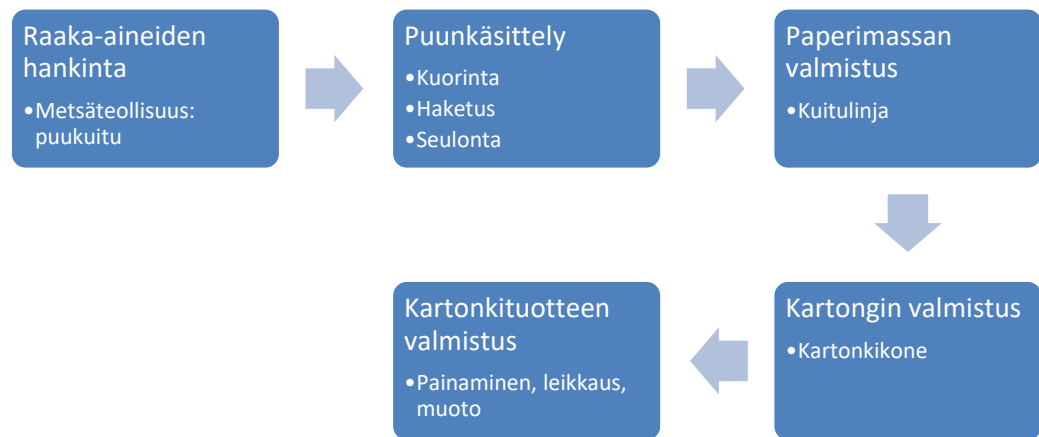 Raaka-aineiden
hankinta
•Metsäteollisuus:
puukuitu
Puunkäsittely
•Kuorinta
•Haketus
•Seulonta
Paperimassan
valmistus
•Kuitulinja
Kartongin valmistus
•Kartonkikone
Kartonkituotteen
valmistus
•Painaminen, leikkaus,
muoto